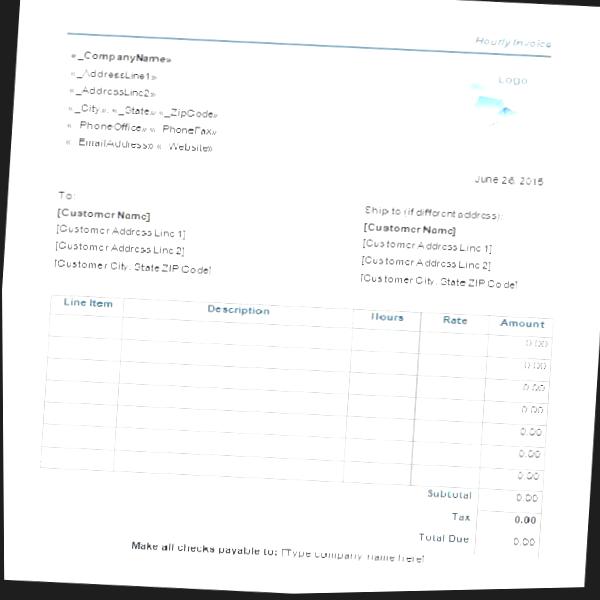 Hourly Invoice
«_CompanyName»
Logo
«_AddressLine1»
«_AddressLine2»
«_City», «_State» «_ZipCode»
«_PhoneOffice» «_PhoneFax»
«_EmailAddress» «_Website»
June 26, 2015
To:
[Customer Name]
[Customer Address Line 1]
[Customer Address Line 2]
[Customer City, State ZIP Code]
Ship to (if different address):
[Customer Name]
[Customer Address Line 1]
[Customer Address Line 2]
[Customer City, State ZIP Code]
Line Item Description Hours Rate Amount
0.00
0.00
0.00
0.00
0.00
0.00
0.00
Subtotal 0.00
Tax 0.00
Total Due 0.00
Make all checks payable to: [Type company name here]